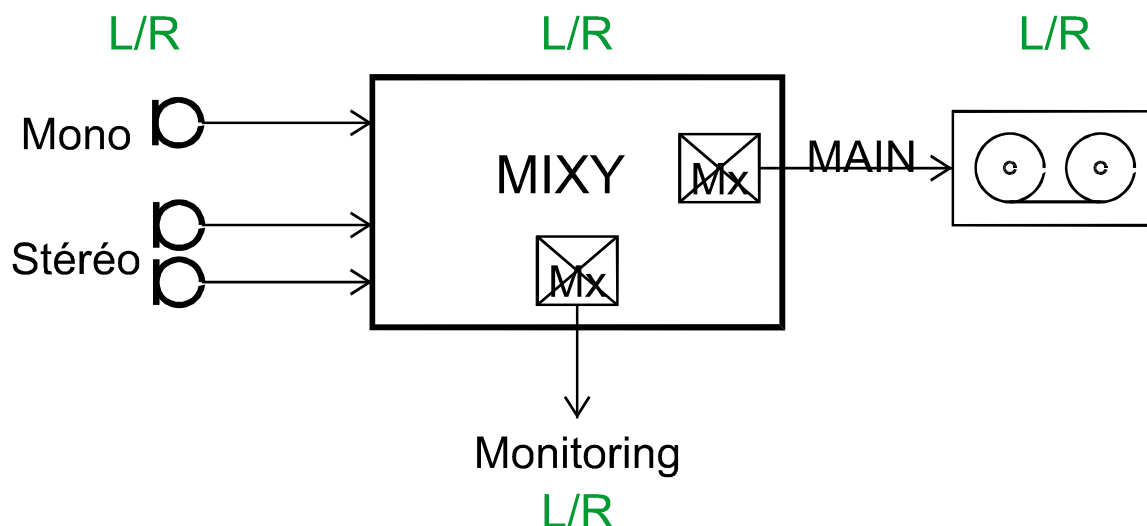 L/R L/R L/R
Mono
MIXY
Mx
MAIN
Stéréo
Mx
Monitoring
L/R